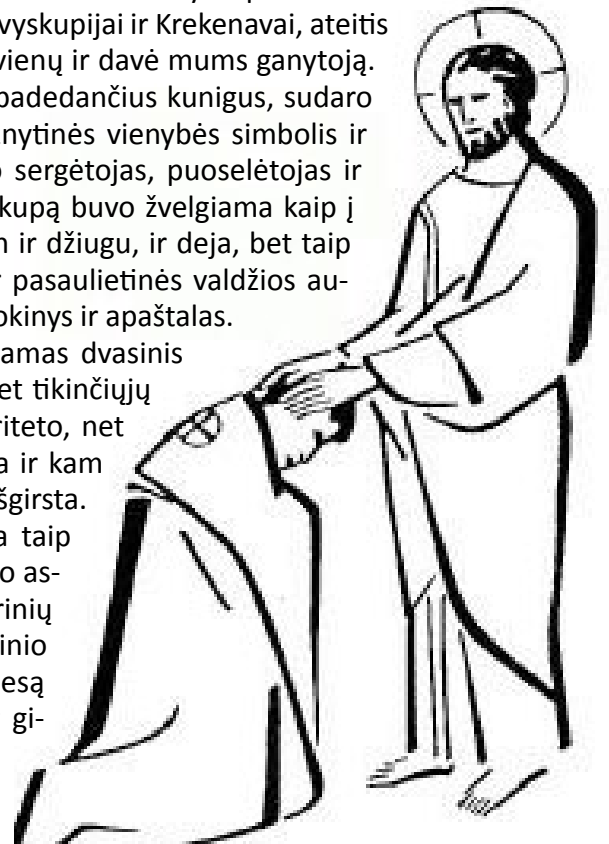 vyskupijai ir Krekenavai, ateitis
vienų ir davė mums ganytoją.
padedančius kunigus, sudaro
nytinės vienybės simbolis ir
sergėtojas, puoselėtojas ir
kupą buvo žvelgiama kaip į
ir džiugu, ir deja, bet taip
pasaulietinės valdžios au-
okinys ir apaštalas.
amas dvasinis
et tikinčiųjų
riteto, net
ir kam
šgirsta.
taip
o as-
rinių
inio
esą
gi-